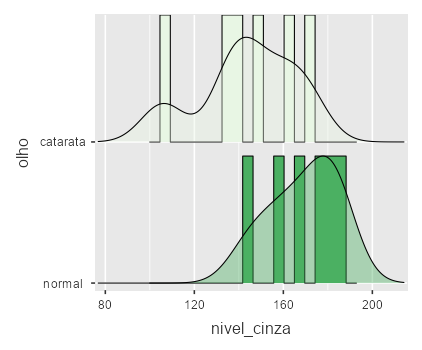 olho
catarata
normal
80 120 160 200
nivel_cinza